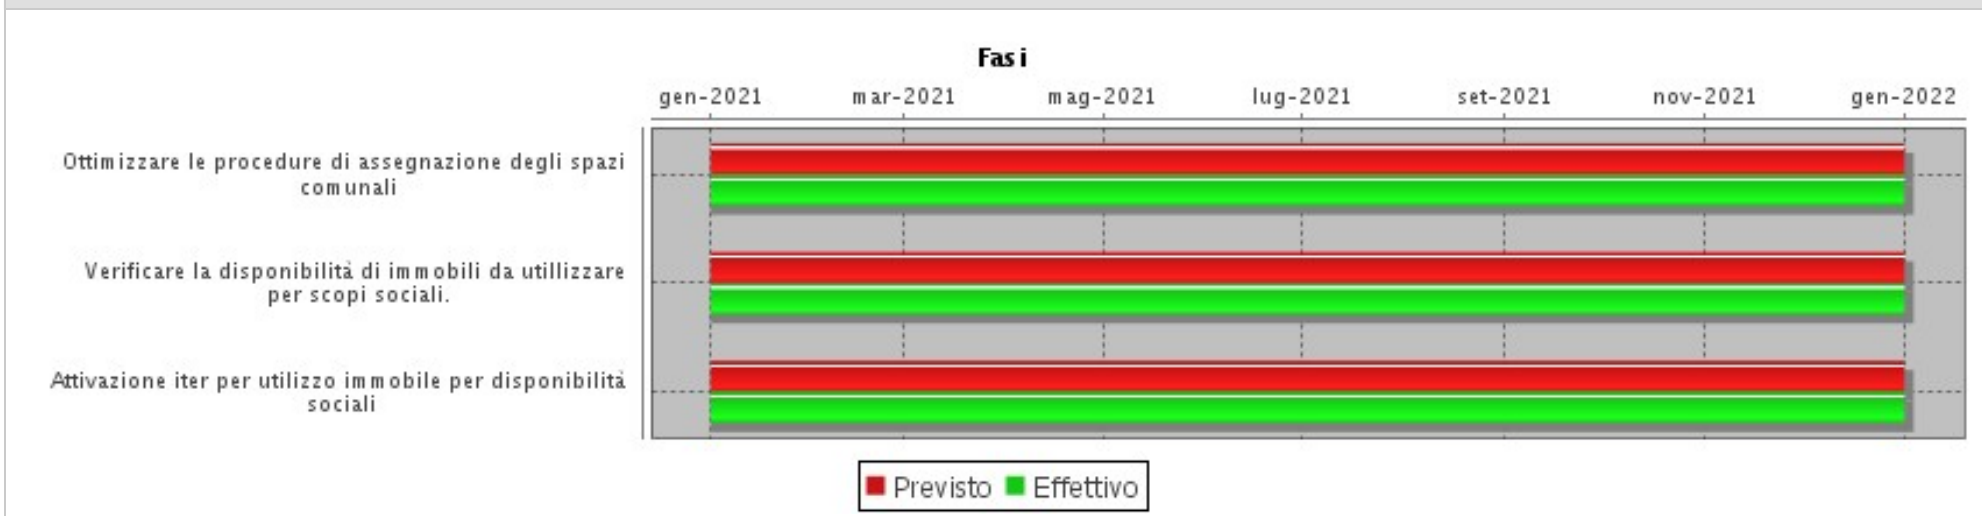 Fasi
gen-2021 mar-2021 mag-2021 lug-2021 set-2021 nov-2021 gen-2022
Ottimizzare le procedure di assegnazione degli spazi
comunali
Verificare la disponibilità di immobili da utillizzare
per scopi sociali.
Attivazione iter per utilizzo immobile per disponibilità
sociali
Previsto Effettivo